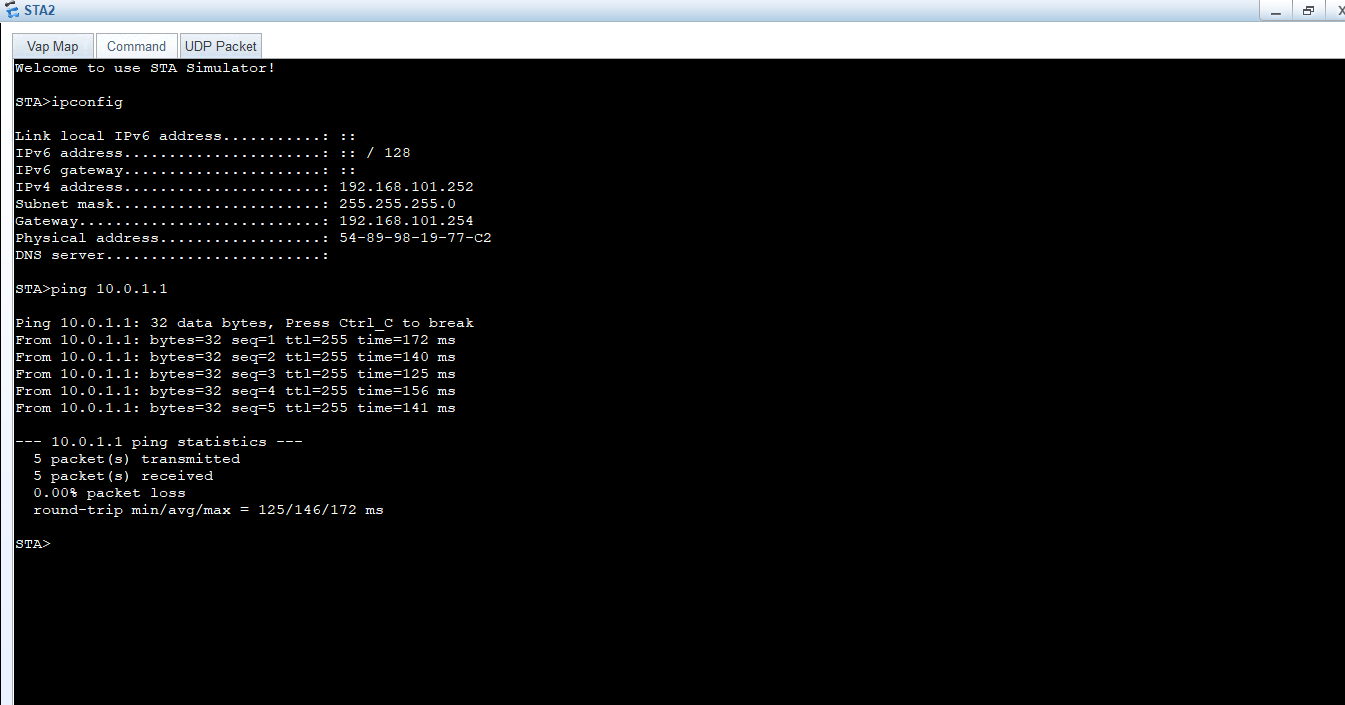 STA2
Vap Map Command UDP Packet
Welcome to use STA Simulator!
STA>ipconfig
Link local IPv6 address...........: ::
IPv6 address......................: :: / 128
IPv6 gateway......................: ::
IPv4 address......................: 192.168.101.252
Subnet mask.......................: 255.255.255.0
Gateway...........................: 192.168.101.254
Physical address..................: 54-89-98-19-77-C2
DNS server........................:
STA>ping 10.0.1.1
Ping 10.0.1.1: 32 data bytes, Press Ctrl_C to break
From 10.0.1.1: bytes=32 seq=1 ttl=255 time=172 ms
From 10.0.1.1: bytes=32 seq=2 ttl=255 time=140 ms
From 10.0.1.1: bytes=32 seq=3 ttl=255 time=125 ms
From 10.0.1.1: bytes=32 seq=4 ttl=255 time=156 ms
From 10.0.1.1: bytes=32 seq=5 ttl=255 time=141 ms
--- 10.0.1.1 ping statistics ---
5 packet(s) transmitted
5 packet(s) received
0.00% packet loss
round-trip min/avg/max = 125/146/172 ms
STA>